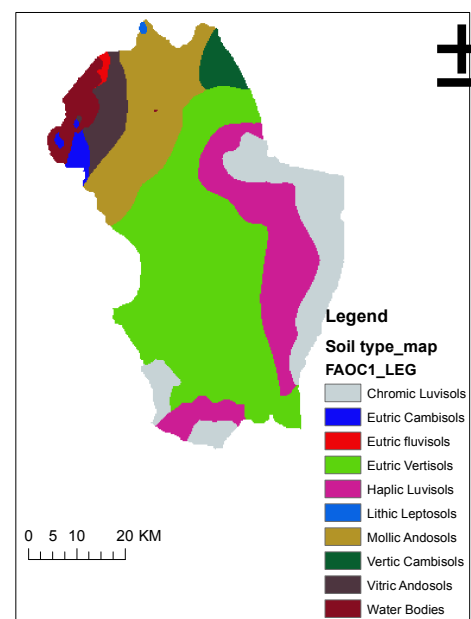 Legend
Soil type_map
FAOC1_LEG
Chromic Luvisols
Eutric Cambisols
Eutric fluvisols
Eutric Vertisols
Haplic Luvisols
Lithic Leptosols
Mollic Andosols
Vertic Cambisols
Vitric Andosols
Water Bodies
0 5 10 20 KM